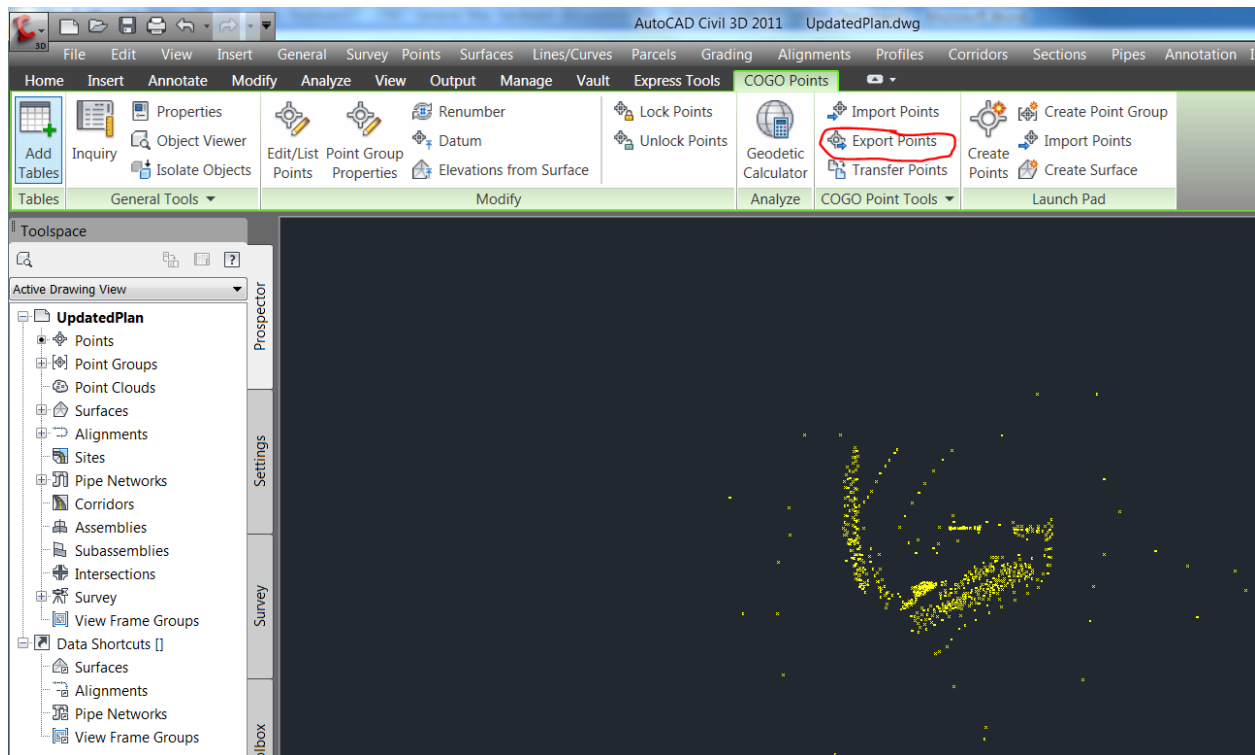 AutoCAD Civil 3D 2011 UpdatedPlan.dwg
3D
File Edit View Insert General Survey Points Surfaces Lines/Curves Parcels Grading Alignments Profiles Corridors Sections Pipes Annotation
Home Insert Annotate Modify Analyze View Output Manage Vault Express Tools COGO Points
Add Tables
Inquiry
Properties
Object Viewer
Isolate Objects
Edit/List Points
Point Group Properties
Renumber
Datum
Elevations from Surface
Lock Points
Unlock Points
Geodetic Calculator
Import Points
Export Points
Transfer Points
Create Points
Create Point Group
Import Points
Create Surface
Tables General Tools Modify Analyze COGO Point Tools Launch Pad
Toolspace
Active Drawing View
UpdatedPlan
Points
Point Groups
Point Clouds
Surfaces
Alignments
Sites
Pipe Networks
Corridors
Assemblies
Subassemblies
Intersections
Survey
View Frame Groups
Data Shortcuts []
Surfaces
Alignments
Pipe Networks
View Frame Groups
Prospector
Settings
Survey